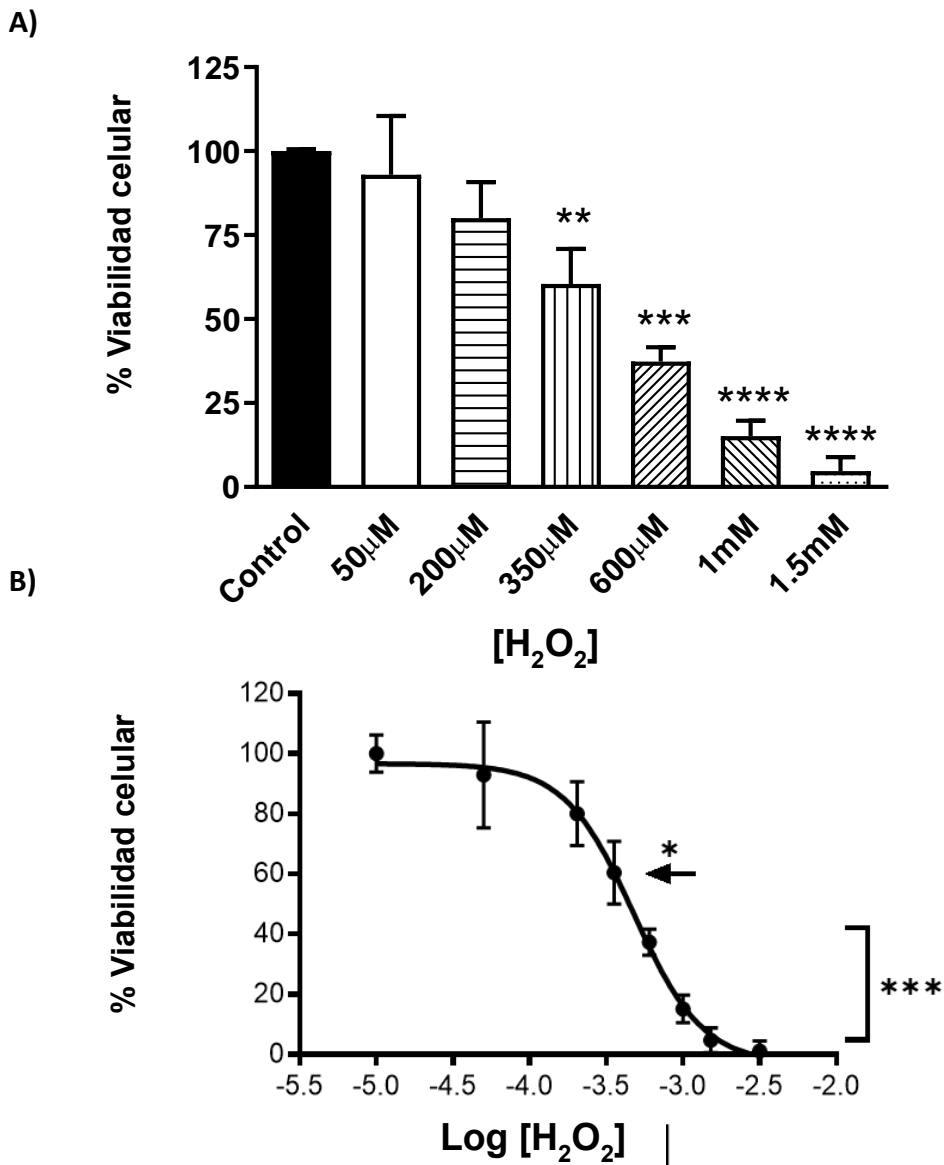 A)
% Viabilidad celular
125
100
75
50
25
0
** 
***
****
****
Control 50μM 200μM 350μM 600μM 1mM 1.5mM
[H₂O₂]
B)
% Viabilidad celular
120
100
80
60
40
20
0
*
***
-5.5 -5.0 -4.5 -4.0 -3.5 -3.0 -2.5 -2.0
Log [H₂O₂]